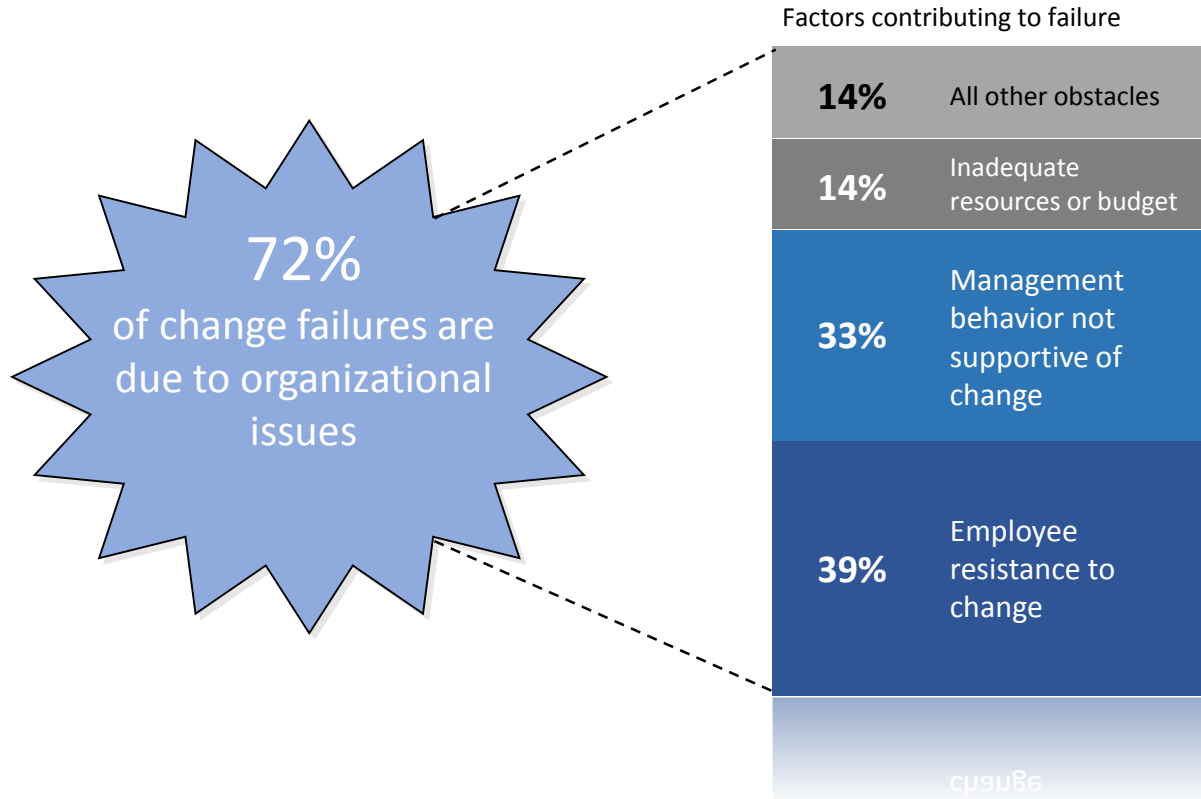 Factors contributing to failure
72%
of change failures are
due to organizational
issues
14%
All other obstacles
14%
Inadequate
resources or budget
33%
Management
behavior not
supportive of
change
39%
Employee
resistance to
change
change